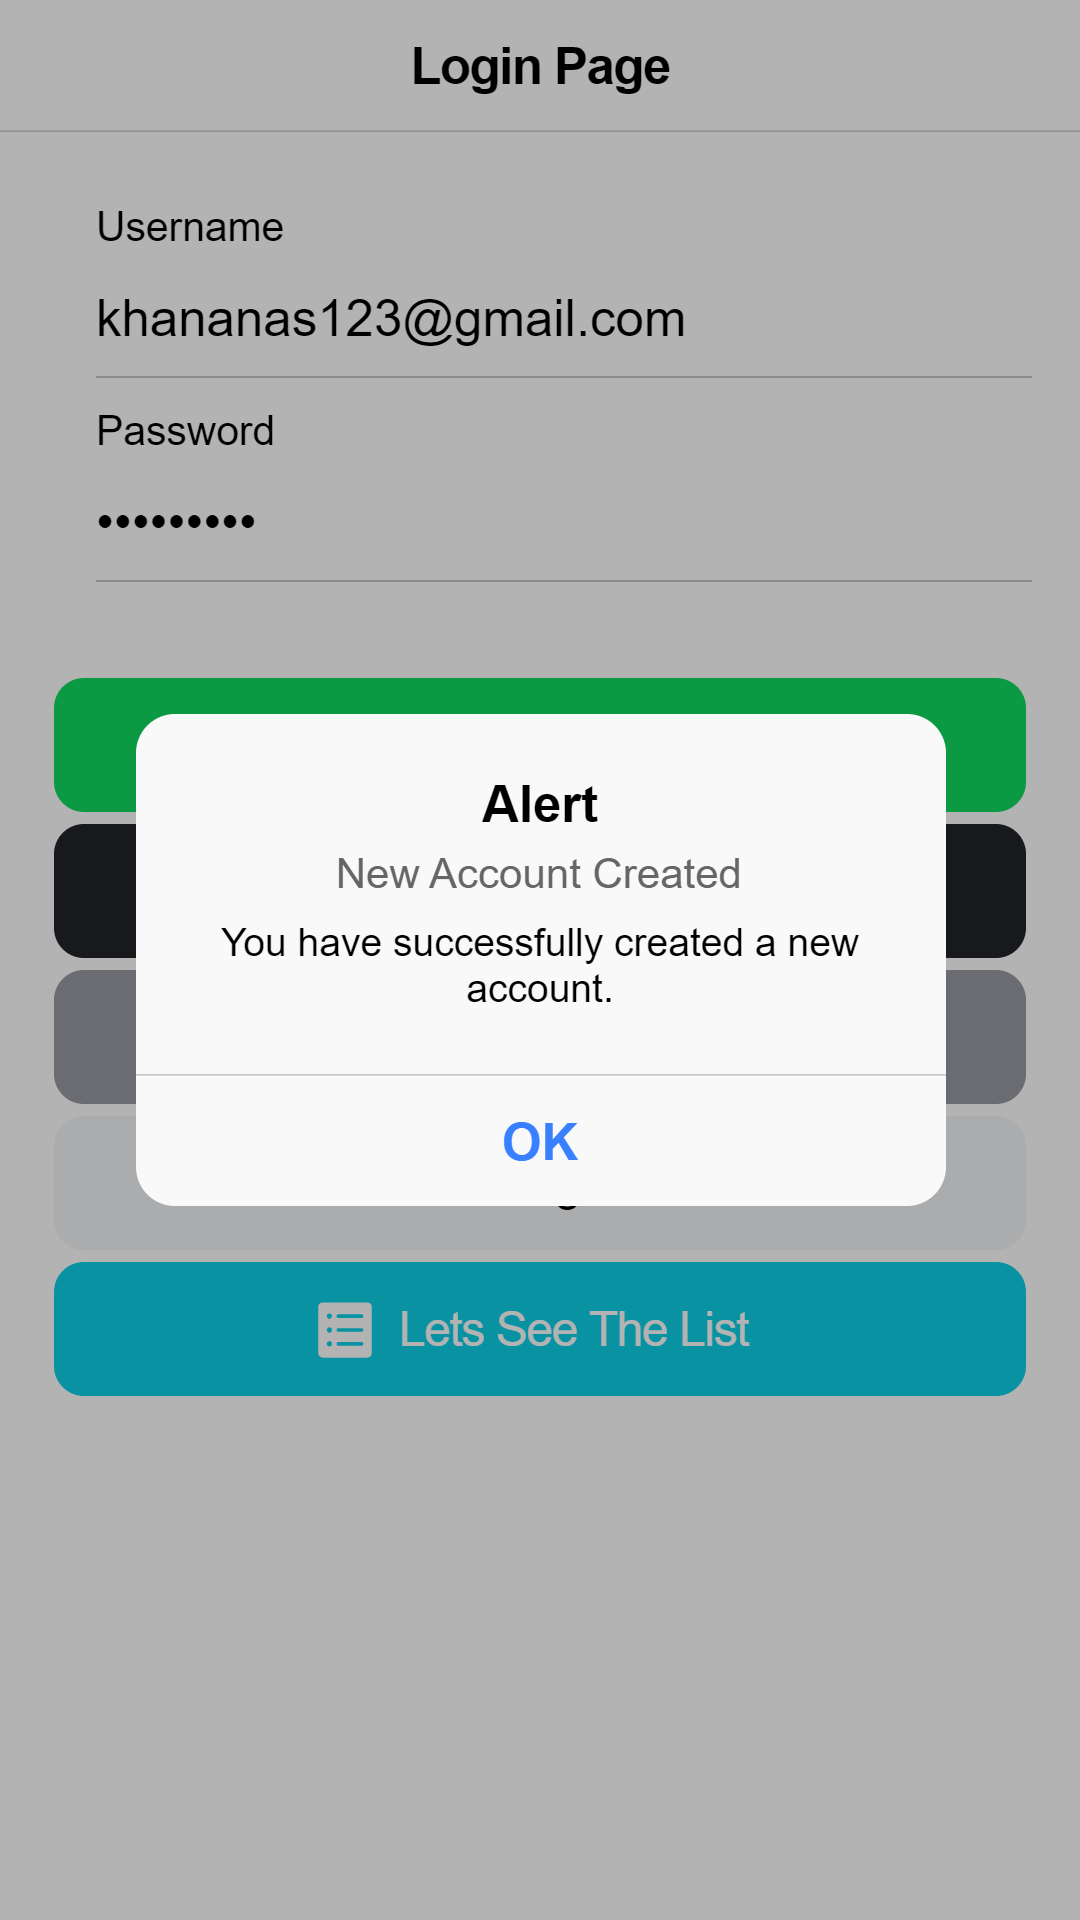 Login Page
Username
khananas123@gmail.com
Password
•••••••••
Alert
New Account Created
You have successfully created a new
account.
OK
Lets See The List